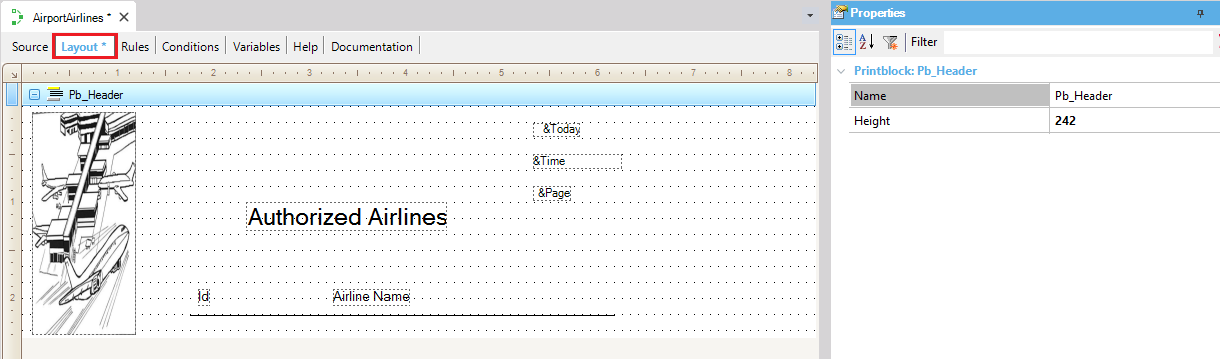 AirportAirlines *
Properties
Source Layout * Rules Conditions Variables Help Documentation
Filter
1 2 3 4 5 6 7 8
Printblock: Pb_Header
Pb_Header
Name Pb_Header
Height 242
&Today
&Time
&Page
1
Authorized Airlines
2
Id Airline Name